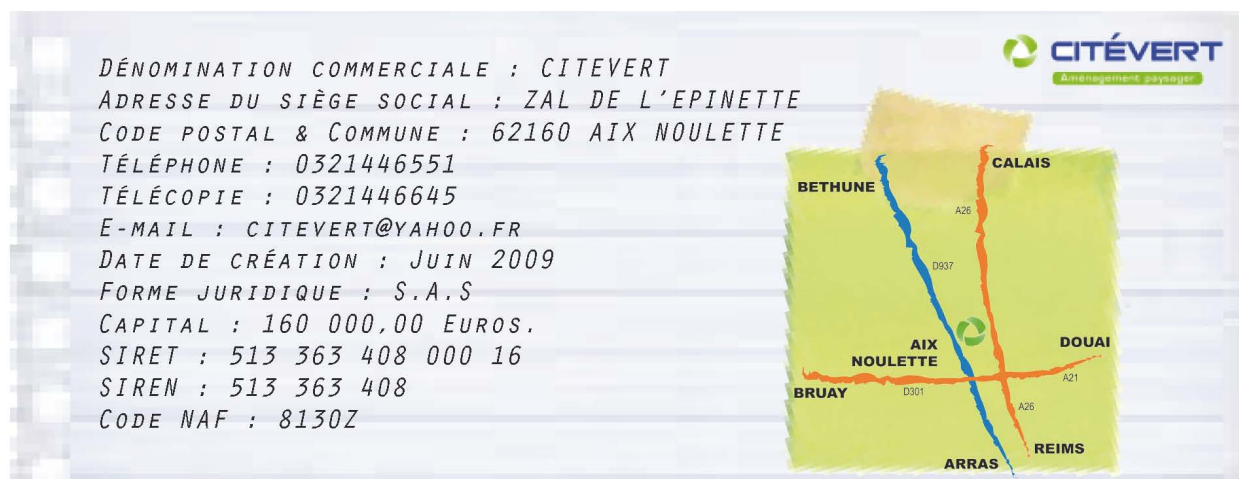 DÉNOMINATION COMMERCIALE : CITEVERT
ADRESSE DU SIÈGE SOCIAL : ZAL DE L'EPINETTE
CODE POSTAL & COMMUNE : 62160 AIX NOULETTE
TÉLÉPHONE : 0321446551
TÉLÉCOPIE : 0321446645
E-MAIL : CITEVERT@YAHOO.FR
DATE DE CRÉATION : JUIN 2009
FORME JURIDIQUE : S.A.S
CAPITAL : 160 000,00 EUROS.
SIRET : 513 363 408 000 16
SIREN : 513 363 408
CODE NAF : 8130Z
CITÉVERT
Aménagement paysager
CALAIS
BETHUNE
A26
D937
AIX
NOULETTE
DOUAI
BRUAY
D301
A21
A26
REIMS
ARRAS